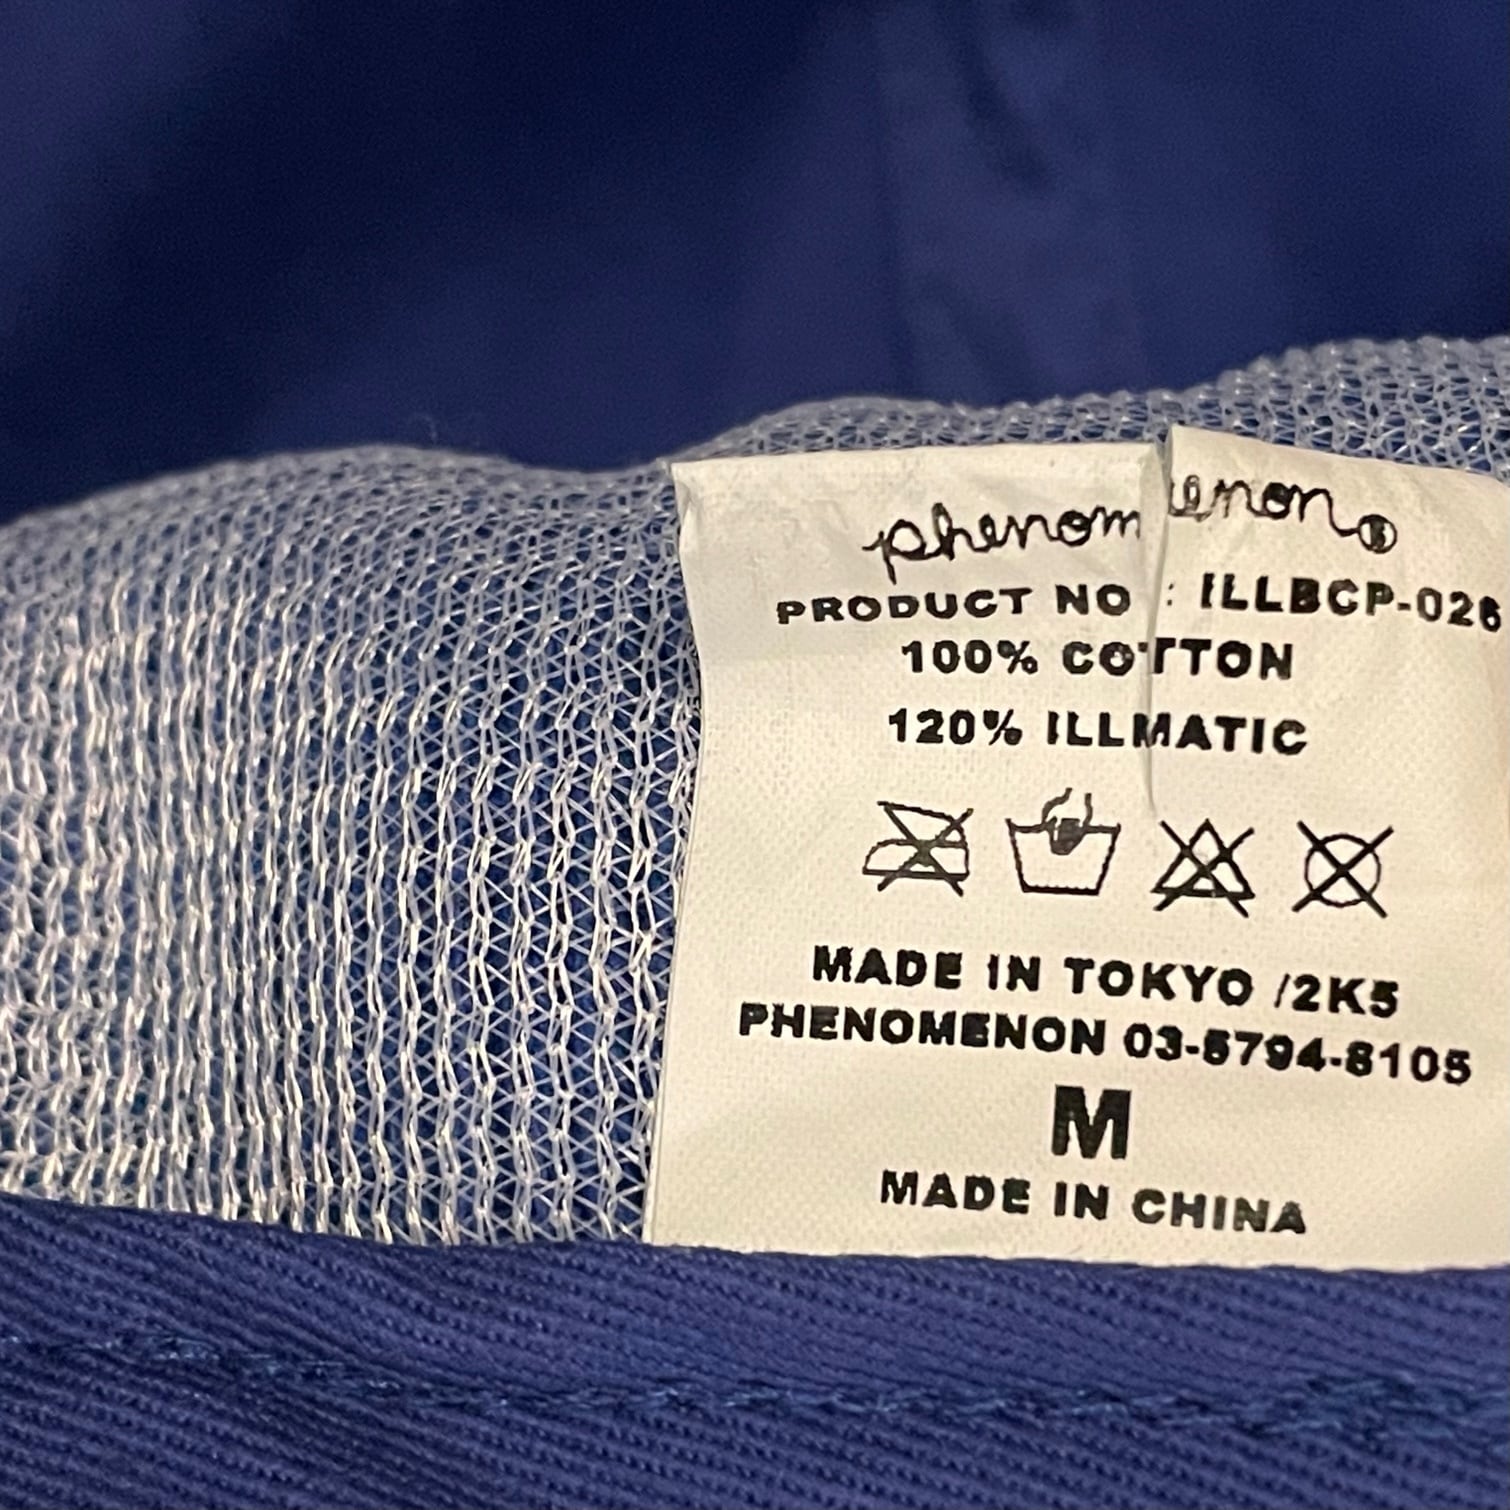 phenomenon®
PRODUCT NO : ILLBCP-026
100% COTTON
120% ILLMATIC
MADE IN TOKYO /2K5
PHENOMENON 03-5794-8105
M
MADE IN CHINA